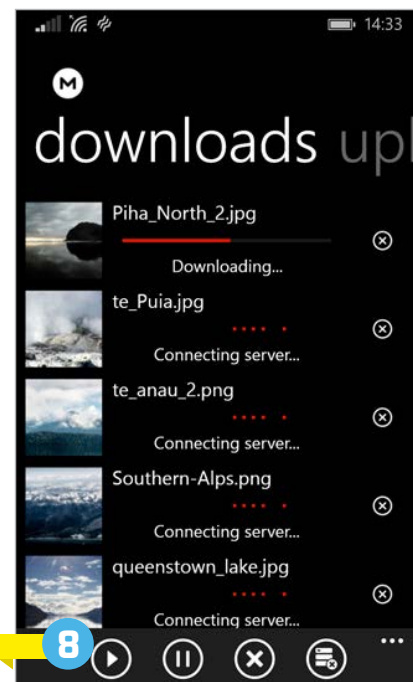 14:33
M
downloads upl
Piha_North_2.jpg
Downloading...
te_Puia.jpg
Connecting server...
te_anau_2.png
Connecting server...
Southern-Alps.png
Connecting server...
queenstown_lake.jpg
Connecting server...
8